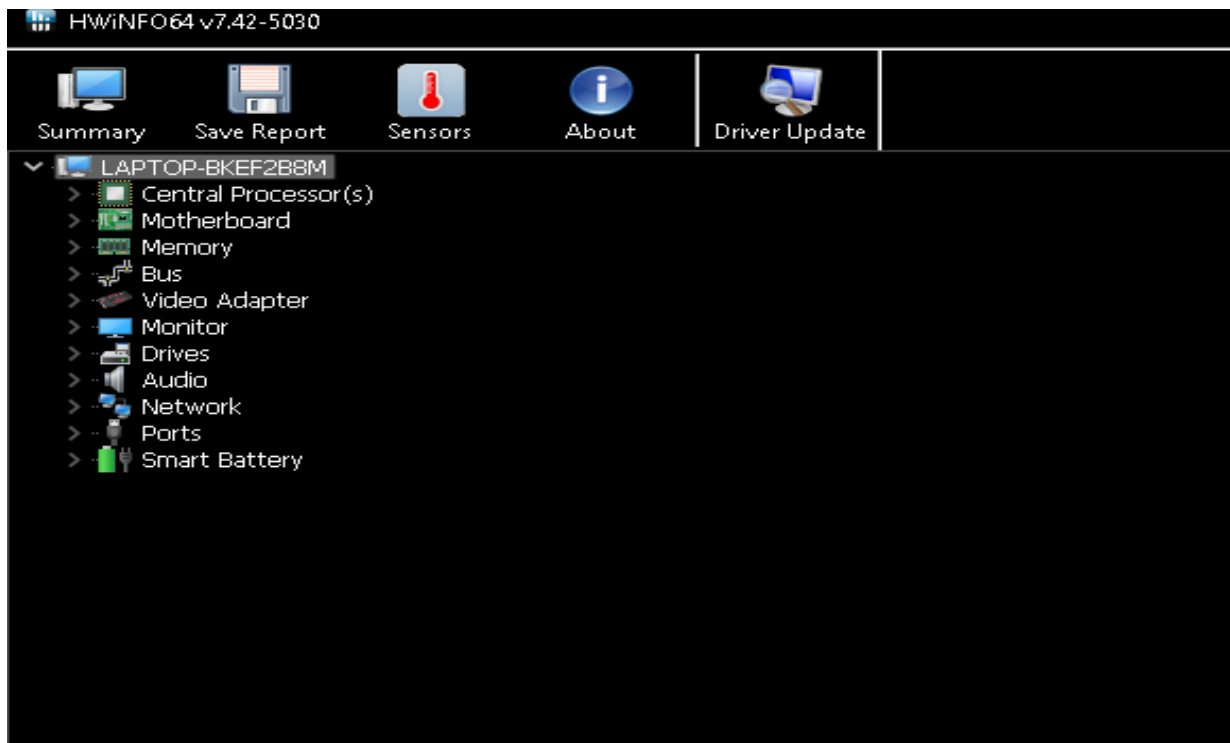 HWiNFO64 v7.42-5030
Summary Save Report Sensors About Driver Update
LAPTOP-BKEF2B8M
Central Processor(s)
Motherboard
Memory
Bus
Video Adapter
Monitor
Drives
Audio
Network
Ports
Smart Battery